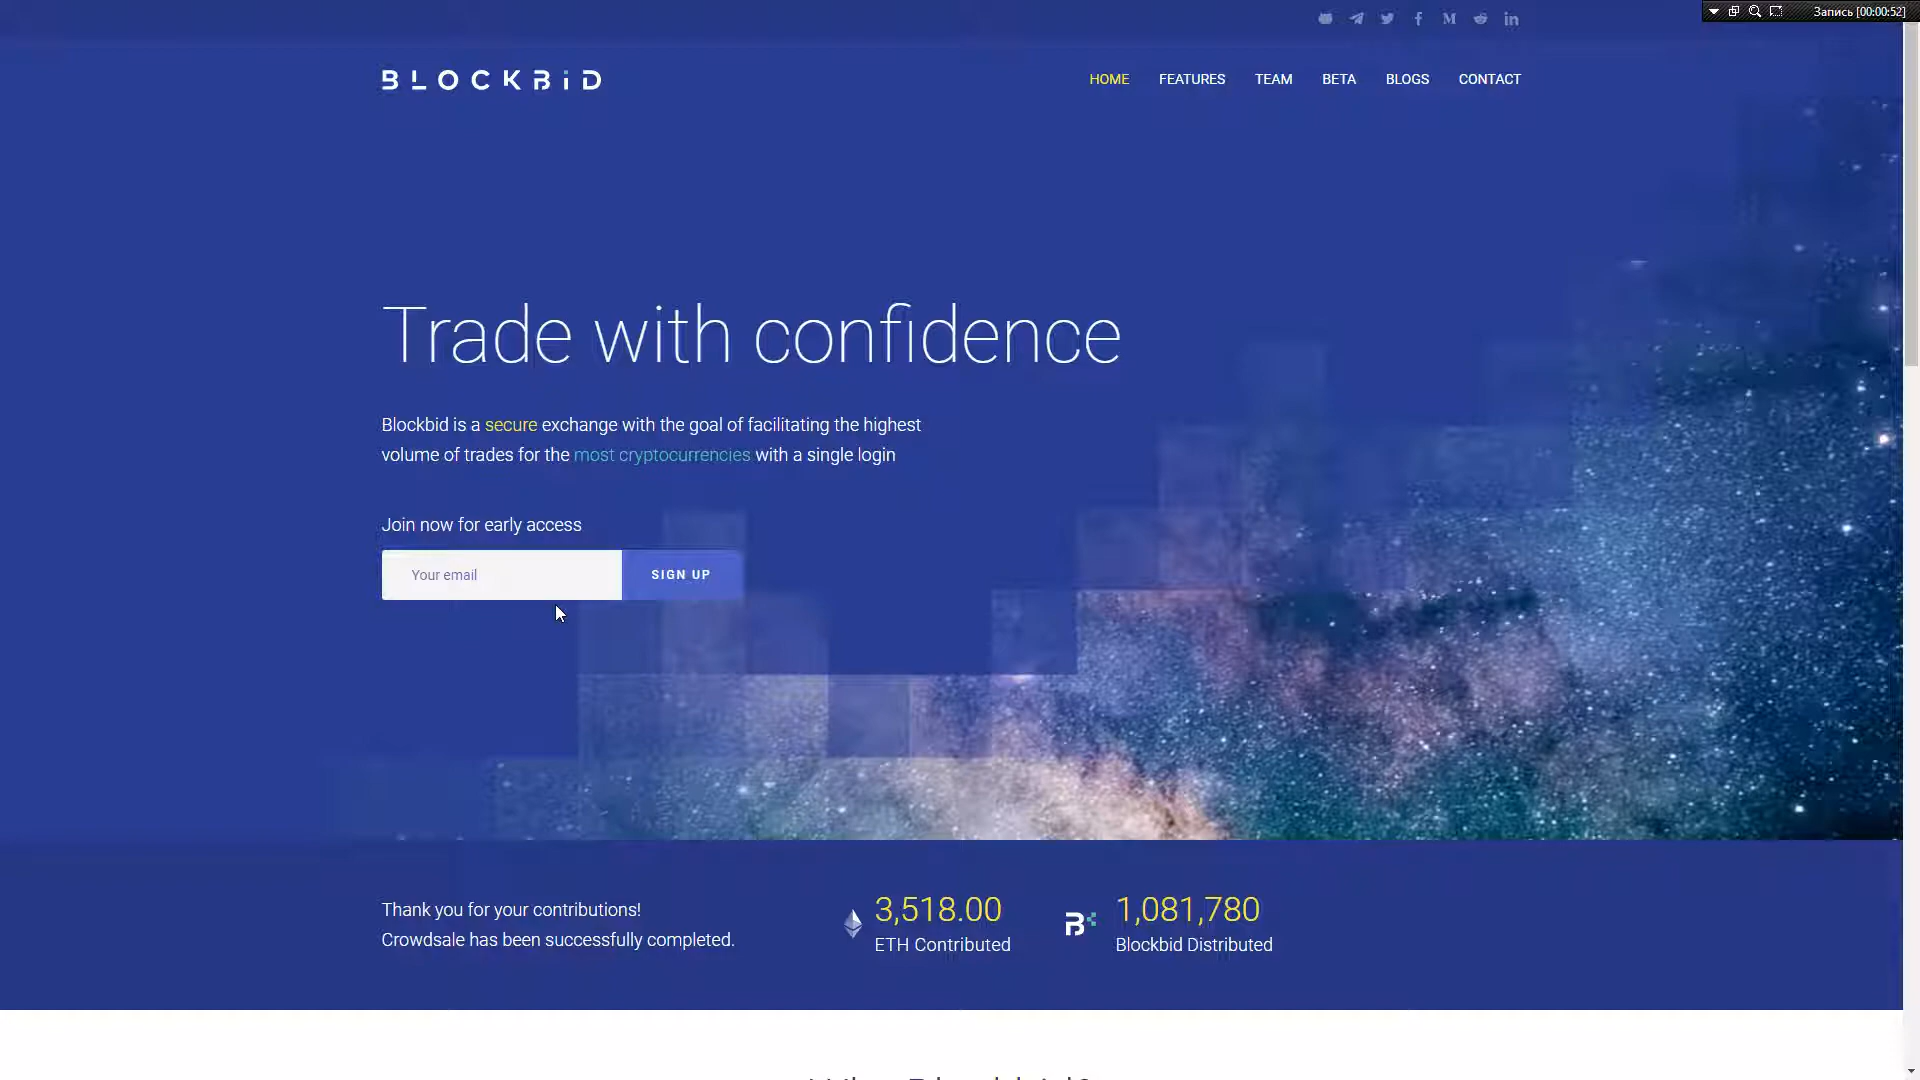 Запись [00:00:52]
BLOCKBiD
HOME FEATURES TEAM BETA BLOGS CONTACT
Trade with confidence
Blockbid is a secure exchange with the goal of facilitating the highest
volume of trades for the most cryptocurrencies with a single login
Join now for early access
Your email SIGN UP
Thank you for your contributions!
Crowdsale has been successfully completed.
3,518.00
ETH Contributed
1,081,780
Blockbid Distributed